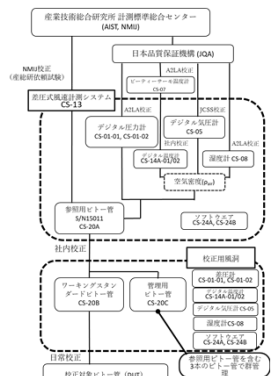 産業技術総合研究所 計測標準総合センター
(AIST, NMIJ)
日本品質保証機構 (JQA)
NMIJ校正
(産総研依頼試験)
A2LA校正
ピーティーテール温度計
CS-07
差圧式風速計測システム
CS-13
A2LA校正
JCSS校正
デジタル圧力計
CS-01-01, CS-01-02
デジタル気圧計
CS-05
社内校正
A2LA校正
デジタル温度計
CS-14A-01/02
湿度計 CS-08
空気密度(ρair)
参照用ピトー管
S/N15011
CS-20A
ソフトウエア
CS-24A, CS-24B
社内校正
校正用風洞
ワーキングスタン
ダードピトー管
CS-20B
管理用
ピトー管
CS-20C
差圧計
CS-01-01, CS-01-02
デジタル温度計
CS-14A-01/02
デジタル気圧計 CS-05
湿度計CS-08
ソフトウエア
CS-24A, CS-24B
日常校正
参照用ピトー管を含む
3本のピトー管で群管
理
校正対象ピトー管 (DUT)